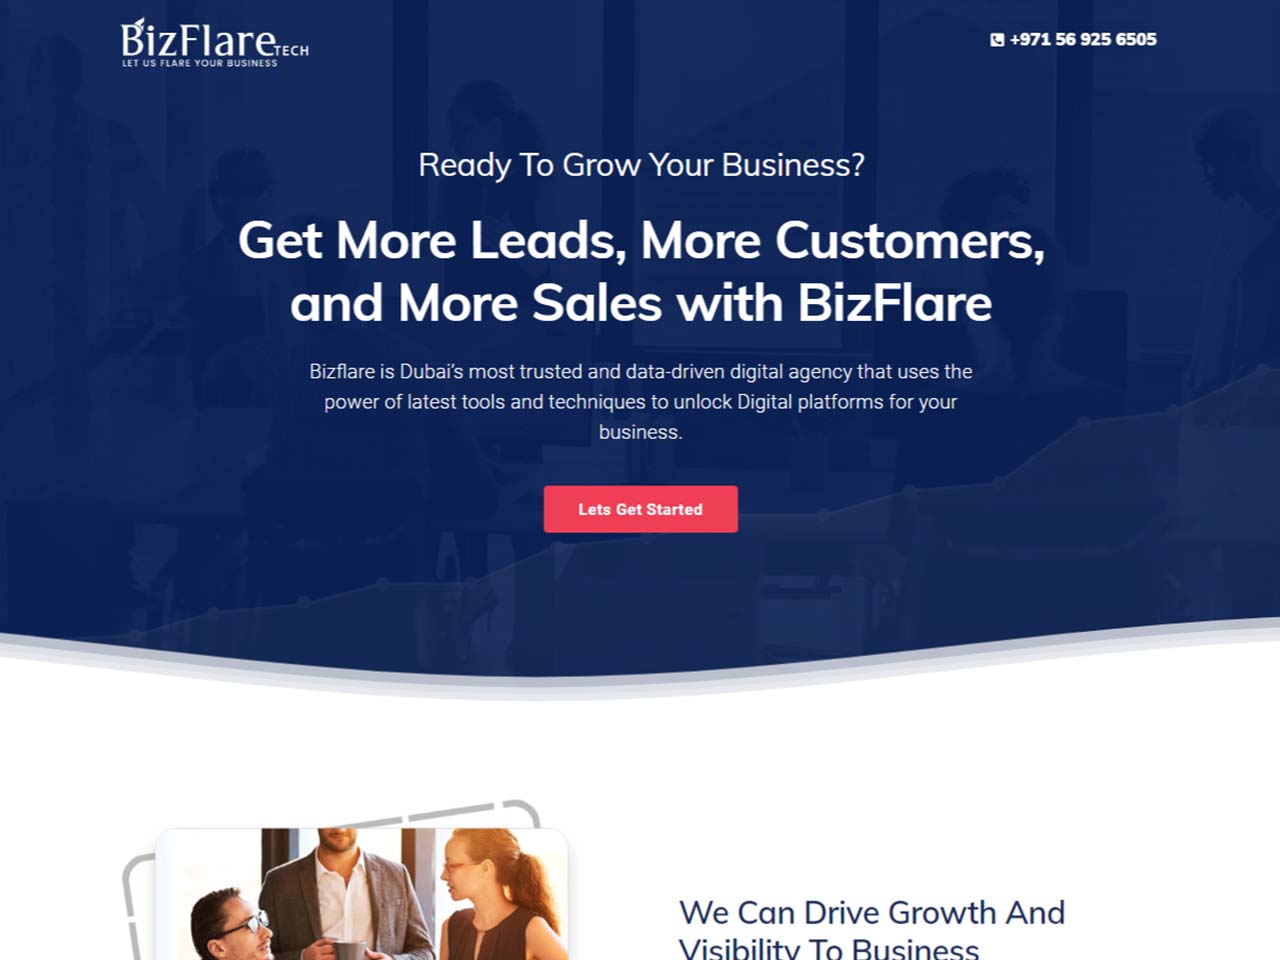 BizFlare TECH
LET US FLARE YOUR BUSINESS
+971 56 925 6505
Ready To Grow Your Business?
Get More Leads, More Customers,
and More Sales with BizFlare
Bizflare is Dubai’s most trusted and data-driven digital agency that uses the
power of latest tools and techniques to unlock Digital platforms for your
business.
Lets Get Started
We Can Drive Growth And
Visibility To Business